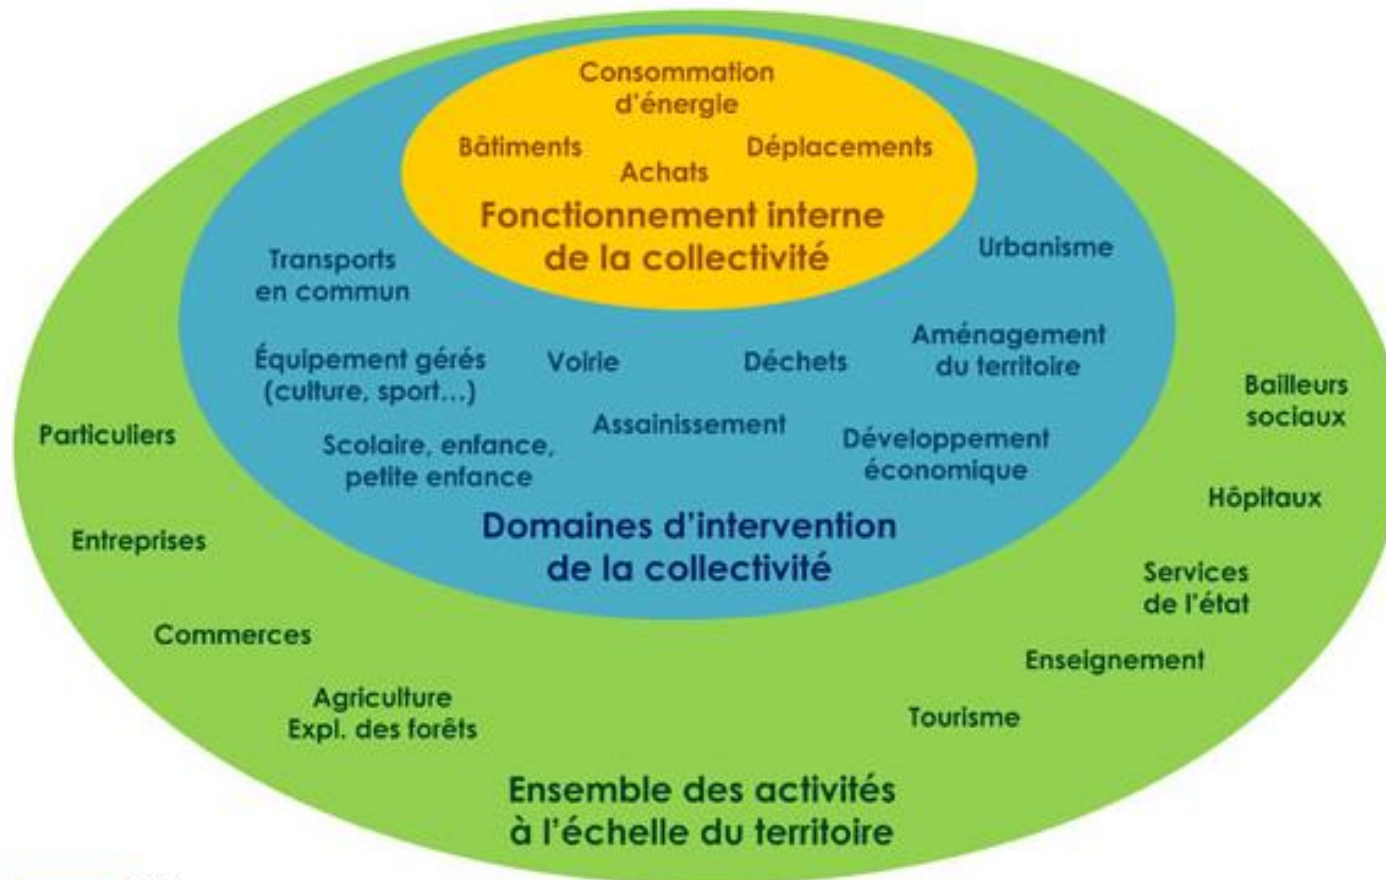 Consommation
d'énergie
Bâtiments
Déplacements
Achats
Fonctionnement interne
de la collectivité
Transports
en commun
Urbanisme
Équipement gérés
(culture, sport...)
Voirie
Déchets
Aménagement
du territoire
Assainissement
Scolaire, enfance,
petite enfance
Développement
économique
Domaines d'intervention
de la collectivité
Particuliers
Entreprises
Commerces
Agriculture
Expl. des forêts
Bailleurs
sociaux
Hôpitaux
Services
de l'état
Enseignement
Tourisme
Ensemble des activités
à l'échelle du territoire